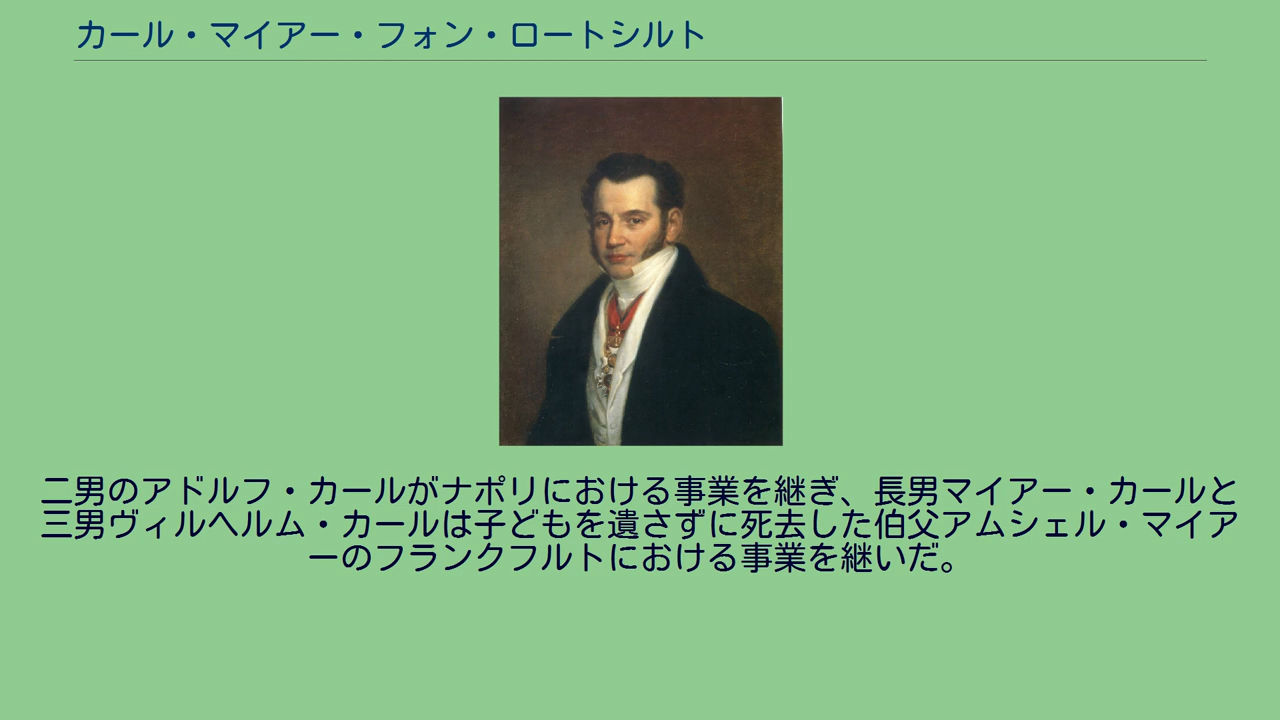 カール・マイアー・フォン・ロートシルト
二男のアドルフ・カールがナポリにおける事業を継ぎ、長男マイアー・カールと
三男ヴィルヘルム・カールは子どもを遺さずに死去した伯父アムシェル・マイア
ーのフランクフルトにおける事業を継いだ。